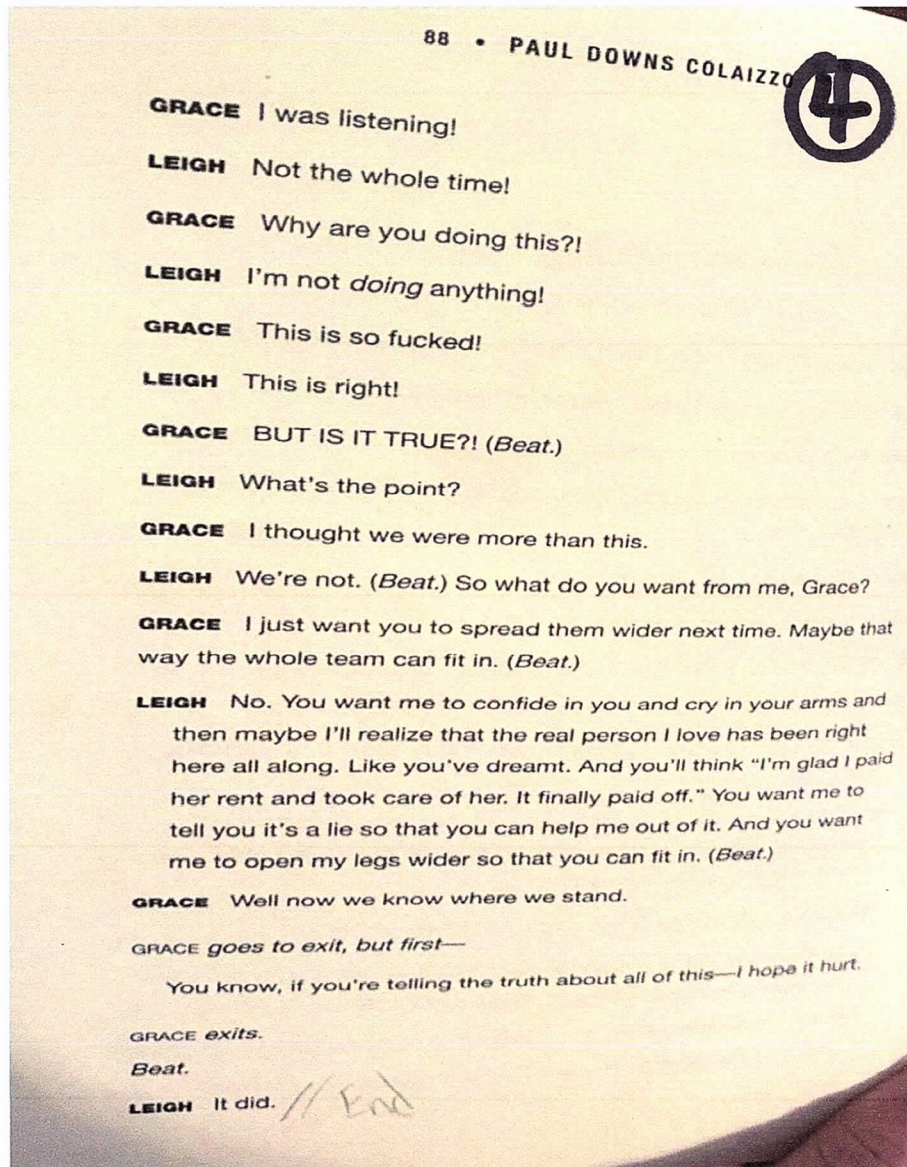 88 • PAUL DOWNS COLAIZZO
4
GRACE I was listening!
LEIGH Not the whole time!
GRACE Why are you doing this?!
LEIGH I'm not doing anything!
GRACE This is so fucked!
LEIGH This is right!
GRACE BUT IS IT TRUE?! (Beat.)
LEIGH What's the point?
GRACE I thought we were more than this.
LEIGH We're not. (Beat.) So what do you want from me, Grace?
GRACE I just want you to spread them wider next time. Maybe that
way the whole team can fit in. (Beat.)
LEIGH No. You want me to confide in you and cry in your arms and
then maybe I'll realize that the real person I love has been right
here all along. Like you've dreamt. And you'll think “I'm glad I paid
her rent and took care of her. It finally paid off.” You want me to
tell you it's a lie so that you can help me out of it. And you want
me to open my legs wider so that you can fit in. (Beat.)
GRACE Well now we know where we stand.
GRACE goes to exit, but first—
You know, if you're telling the truth about all of this—I hope it hurt.
GRACE exits.
Beat.
LEIGH It did. // End